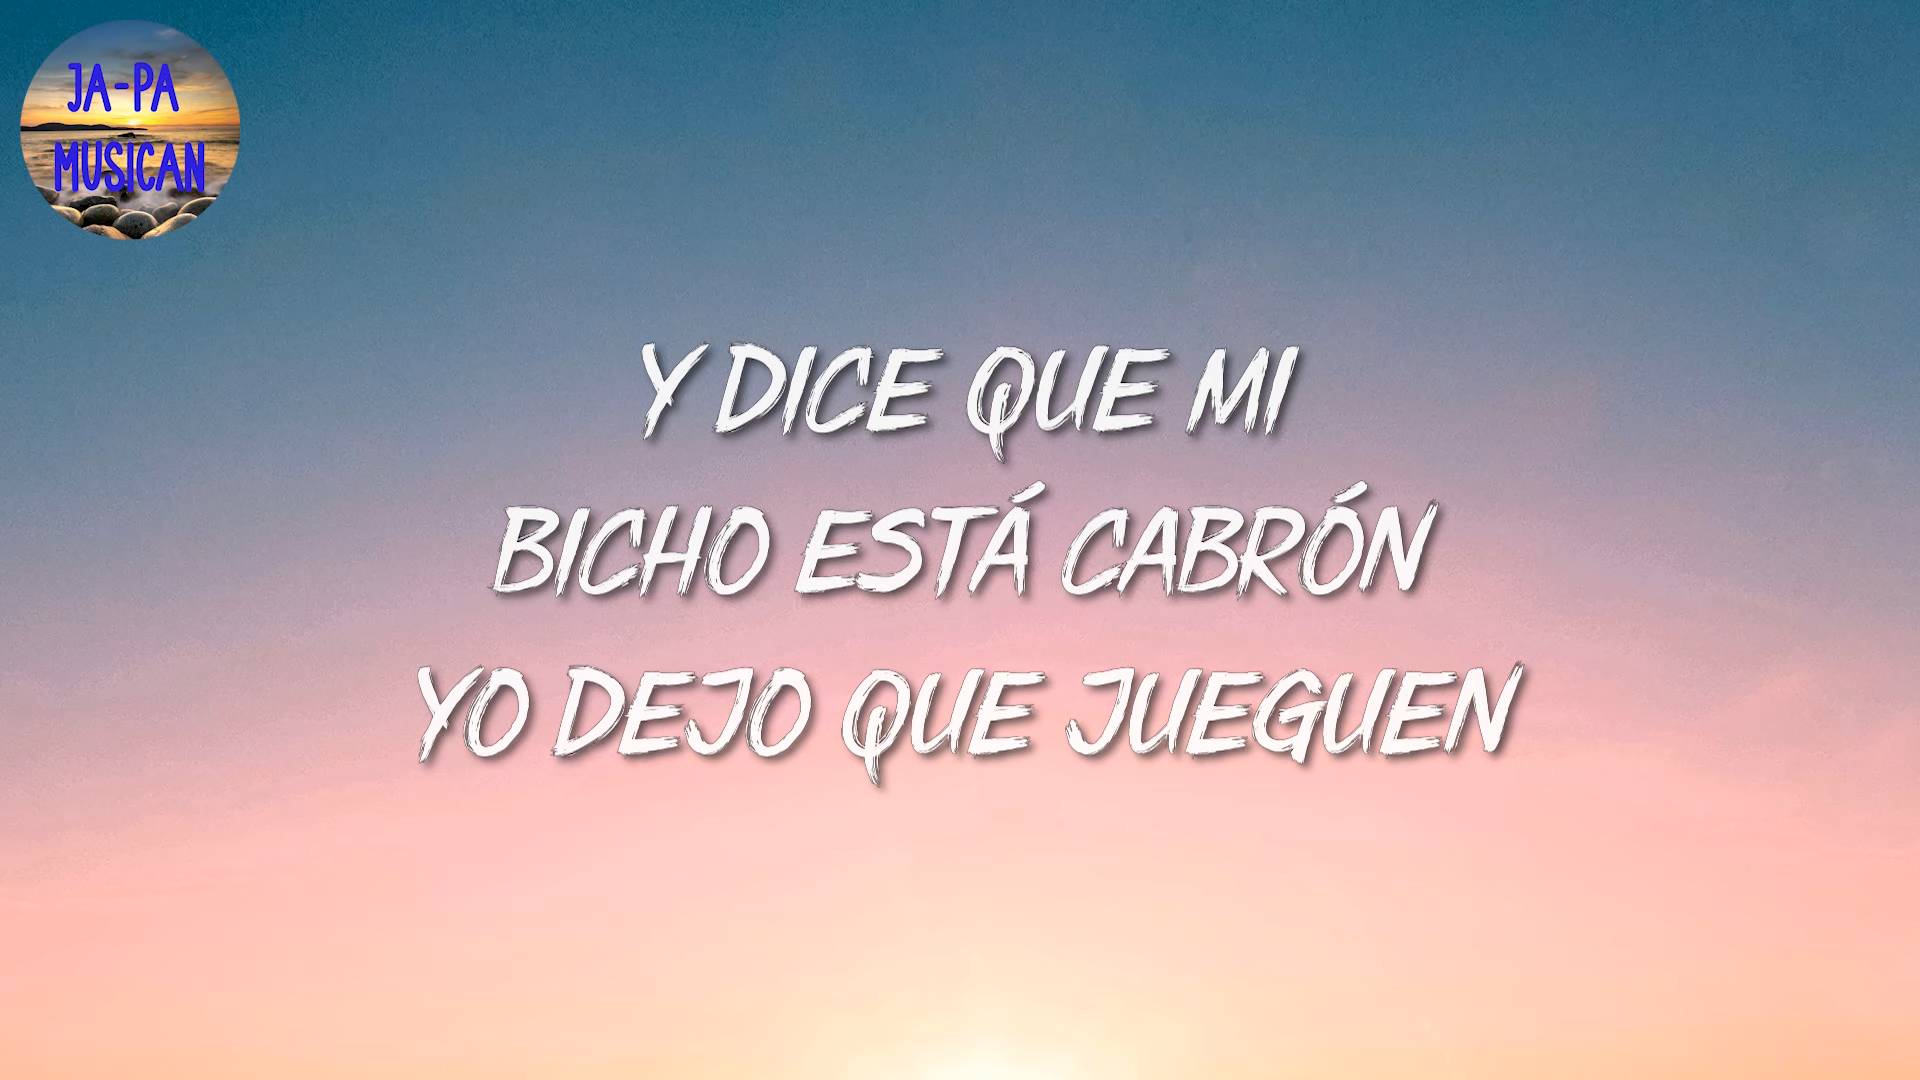 JA-PA
MUSICAN
Y DICE QUE MI
BICHO ESTÁ CABRÓN
YO DEJO QUE JUEGUEN